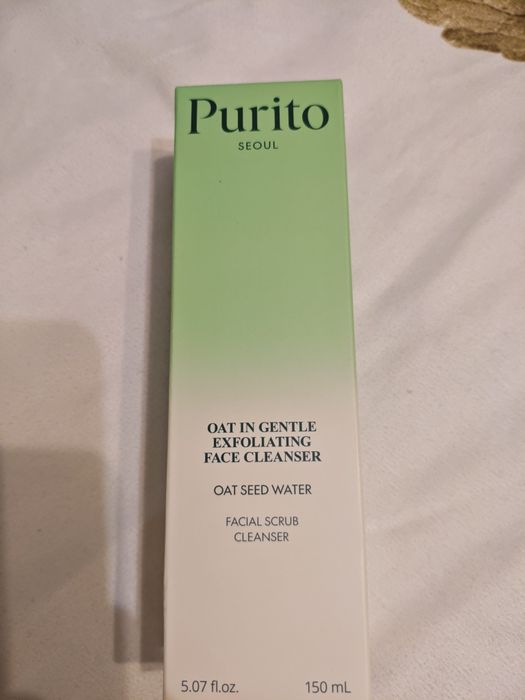 Purito
SEOUL
OAT IN GENTLE
EXFOLIATING
FACE CLEANSER
OAT SEED WATER
FACIAL SCRUB
CLEANSER
5.07 fl.oz. 150 mL